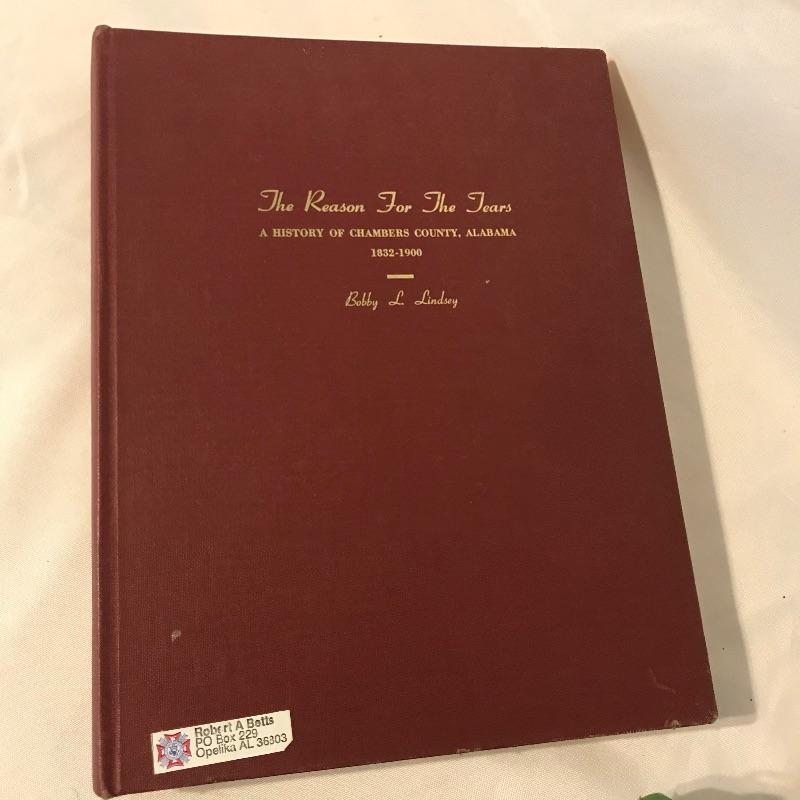 The Reason For The Tears
A HISTORY OF CHAMBERS COUNTY, ALABAMA
1832-1900
Bobby L. Lindsey
Robert A Betts
PO Box 229
Opelika AL 36803